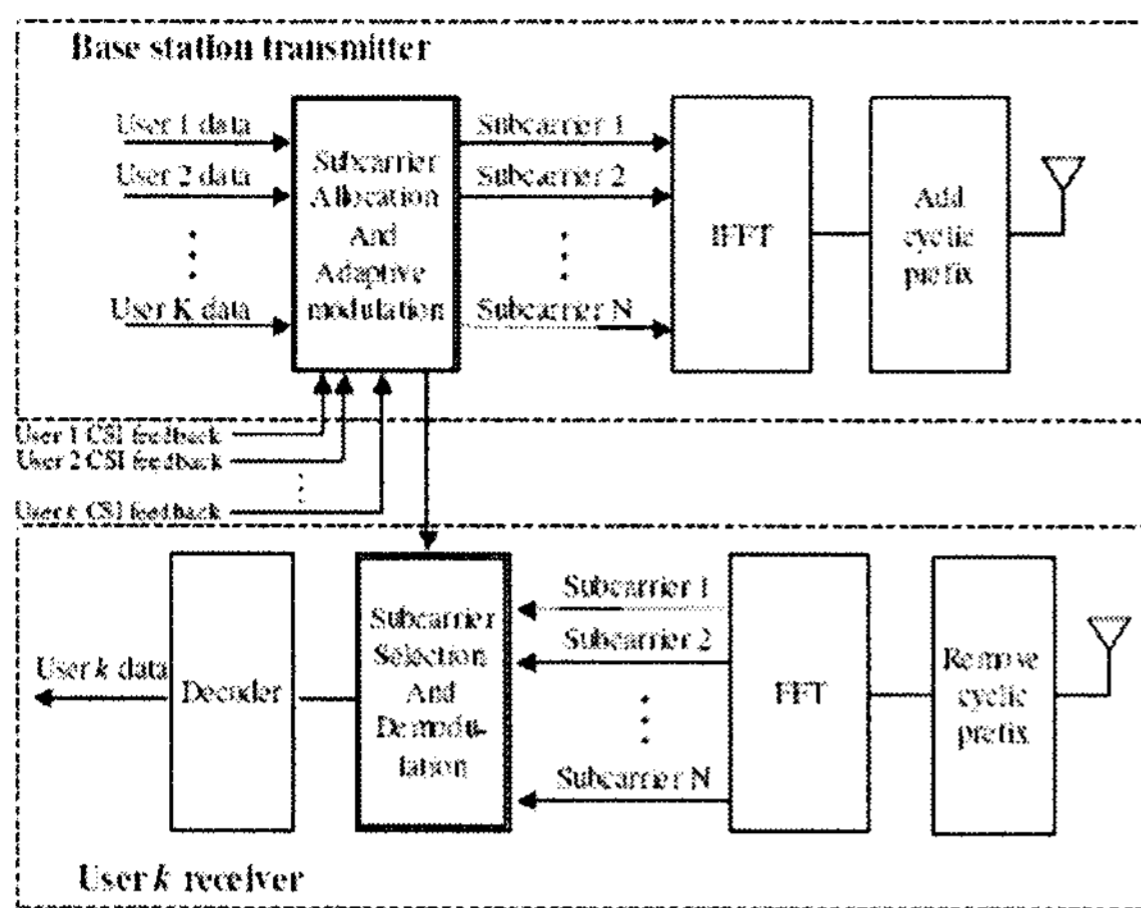 Base station transmitter
User 1 data
User 2 data
User K data
Subcarrier
Allocation
And
Adaptive
modulation
Subcarrier 1
Subcarrier 2
Subcarrier N
IFFT
Add
cyclic
prefix
User 1 CSI feedback
User 2 CSI feedback
User k CSI feedback
User k data
Decoder
Subcarrier
Selection
And
Demodu-
lation
Subcarrier 1
Subcarrier 2
Subcarrier N
FFT
Remove
cyclic
prefix
User k receiver